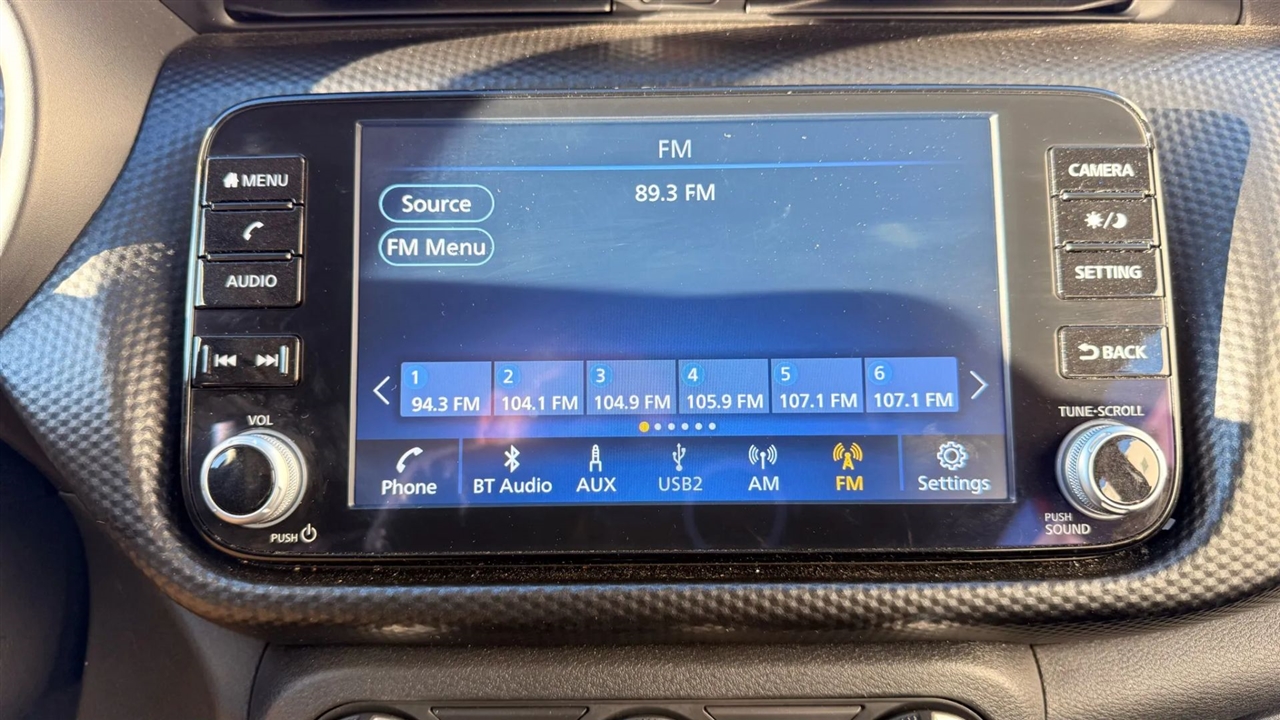 FM
89.3 FM
Source
FM Menu
MENU
AUDIO
VOL
PUSH
CAMERA
SETTING
BACK
TUNE•SCROLL
PUSH
SOUND
1 2 3 4 5 6
94.3 FM 104.1 FM 104.9 FM 105.9 FM 107.1 FM 107.1 FM
Phone BT Audio AUX USB2 AM FM Settings